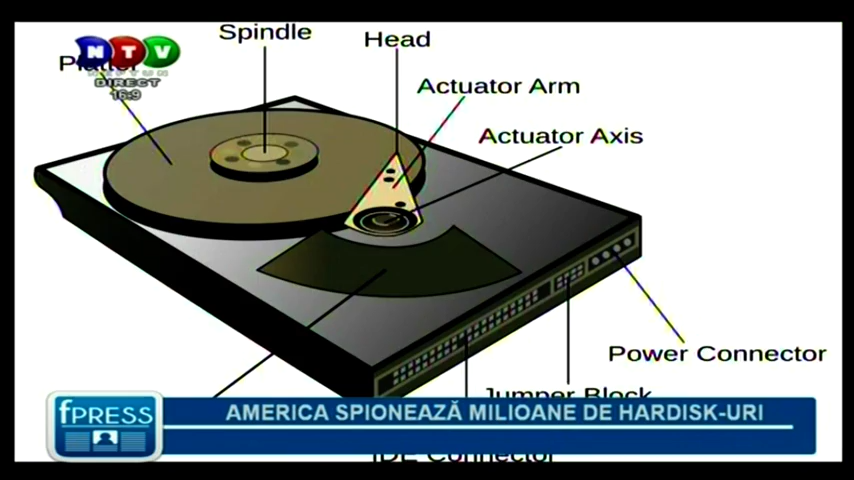 Spindle
Head
Platter
NTV
NEPTUN
DIRECT
16:9
Actuator Arm
Actuator Axis
Power Connector
Jumper Block
fPRESS
AMERICA SPIONEAZĂ MILIOANE DE HARDISK-URI
IDE Connector